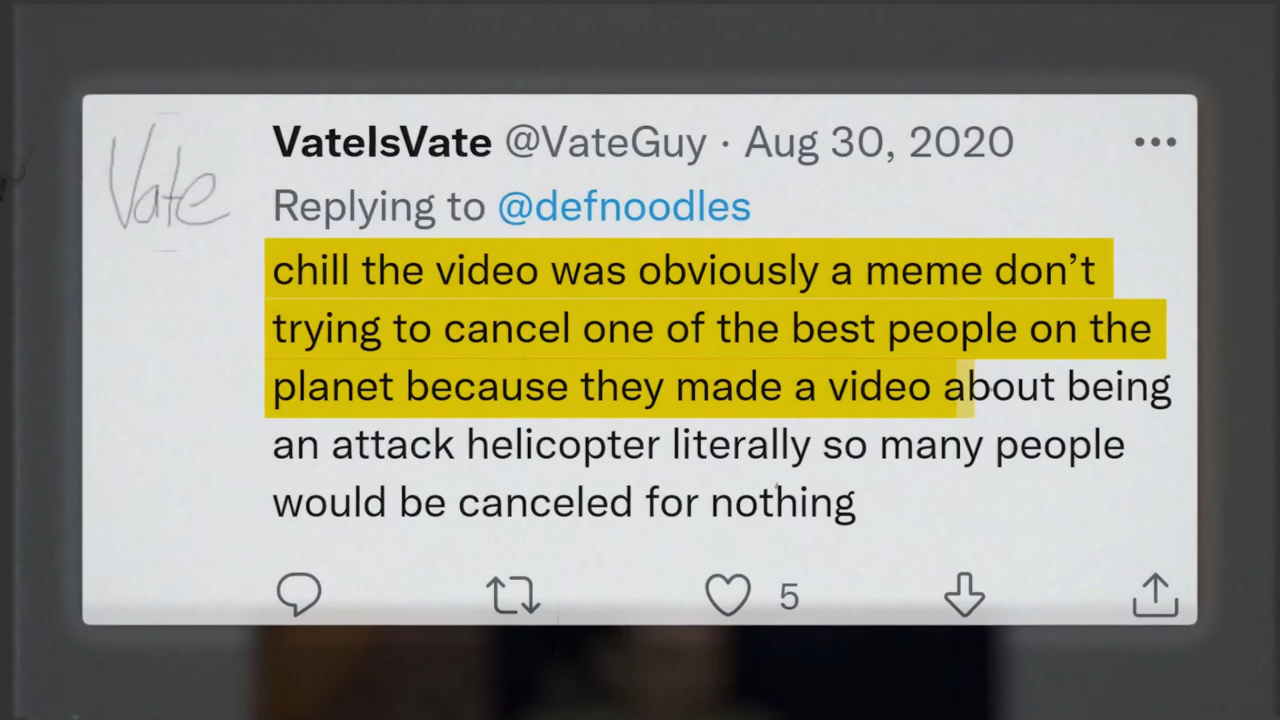 Vate
VateIsVate @VateGuy · Aug 30, 2020
Replying to @defnoodles
chill the video was obviously a meme don’t
trying to cancel one of the best people on the
planet because they made a video about being
an attack helicopter literally so many people
would be canceled for nothing
5